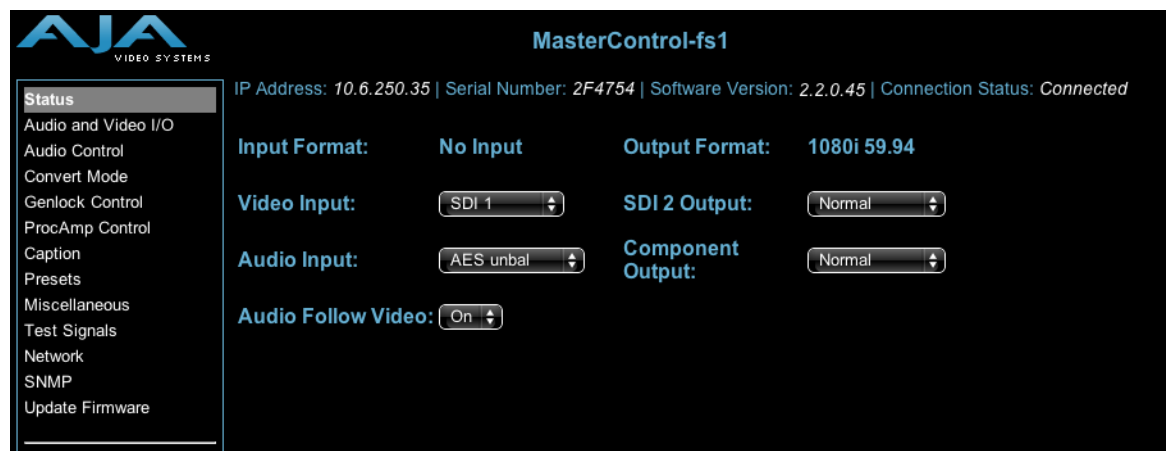 AJA
VIDEO SYSTEMS
MasterControl-fs1
IP Address: 10.6.250.35 | Serial Number: 2F4754 | Software Version: 2.2.0.45 | Connection Status: Connected
Status
Audio and Video I/O
Audio Control
Convert Mode
Genlock Control
ProcAmp Control
Caption
Presets
Miscellaneous
Test Signals
Network
SNMP
Update Firmware
Input Format: No Input Output Format: 1080i 59.94
Video Input: SDI 1 SDI 2 Output: Normal
Audio Input: AES unbal Component Output: Normal
Audio Follow Video: On